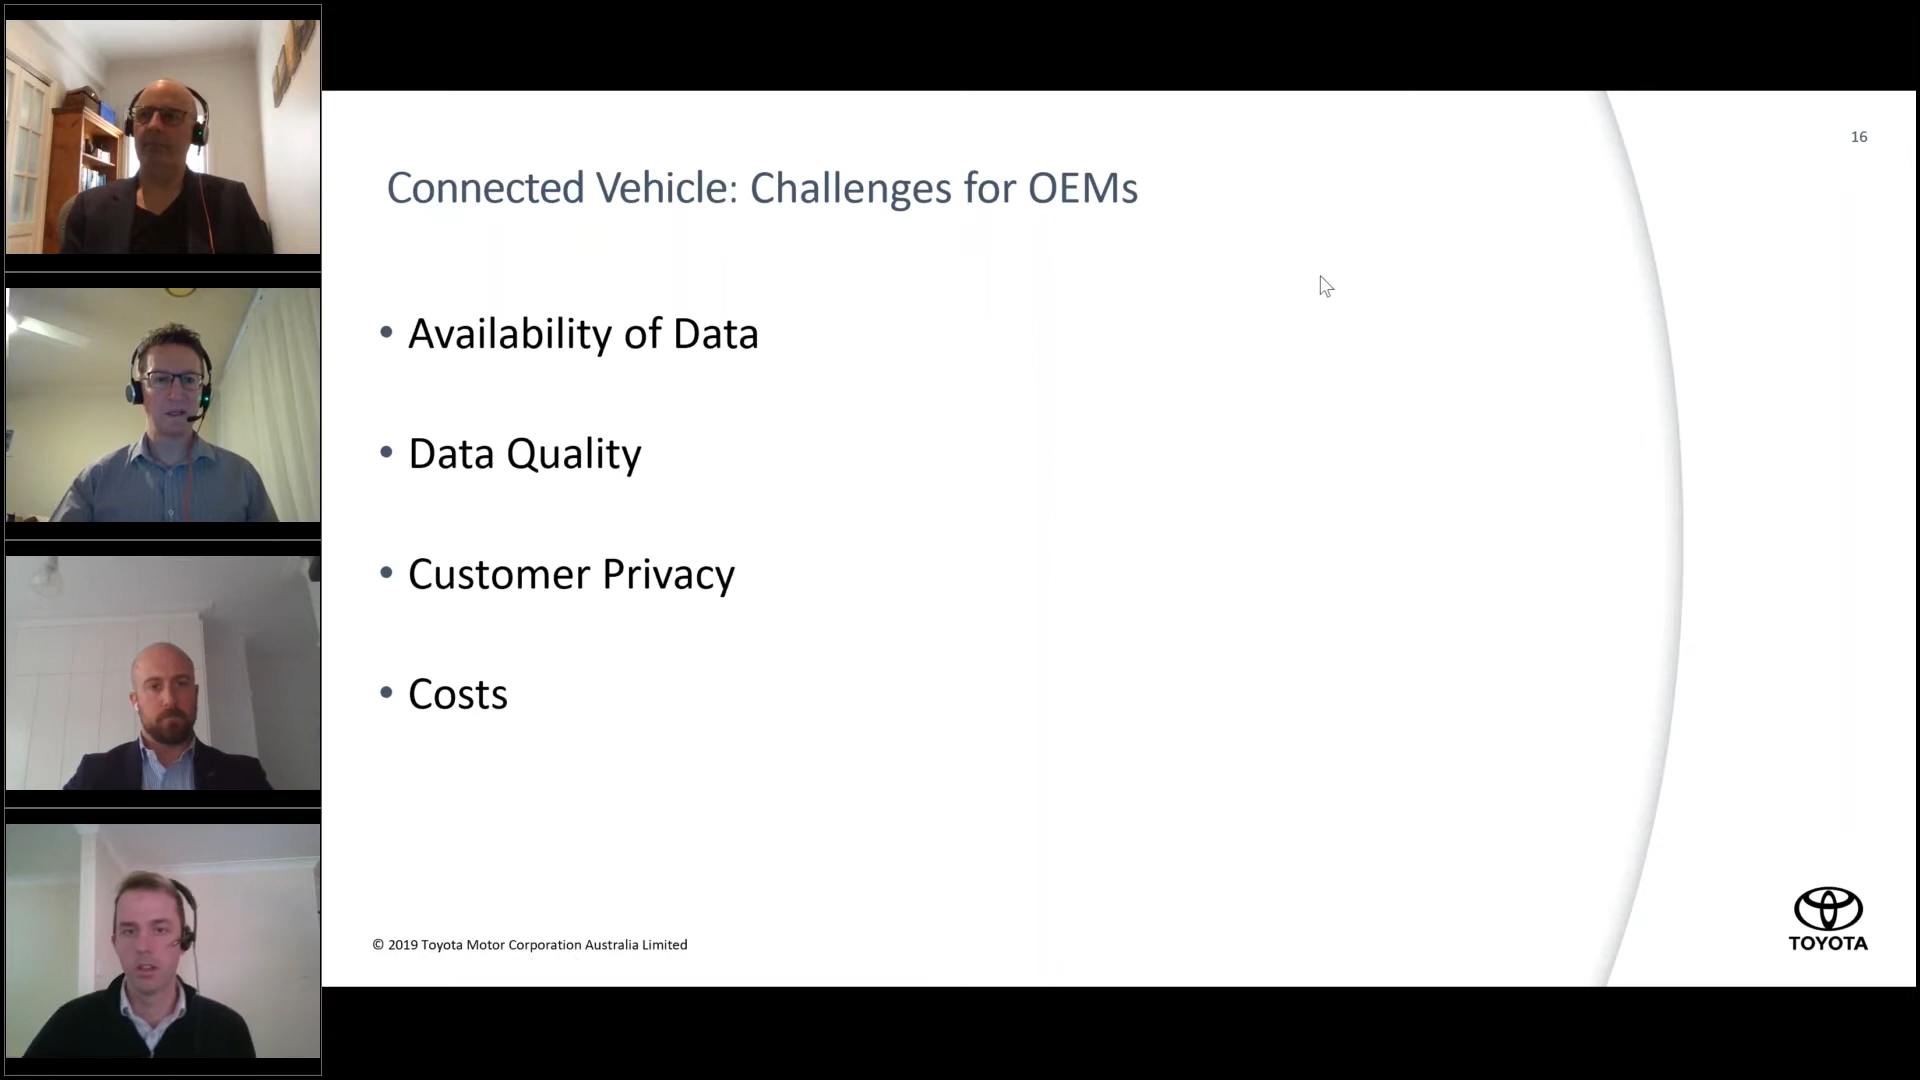 16
Connected Vehicle: Challenges for OEMs
• Availability of Data
• Data Quality
• Customer Privacy
• Costs
© 2019 Toyota Motor Corporation Australia Limited
TOYOTA